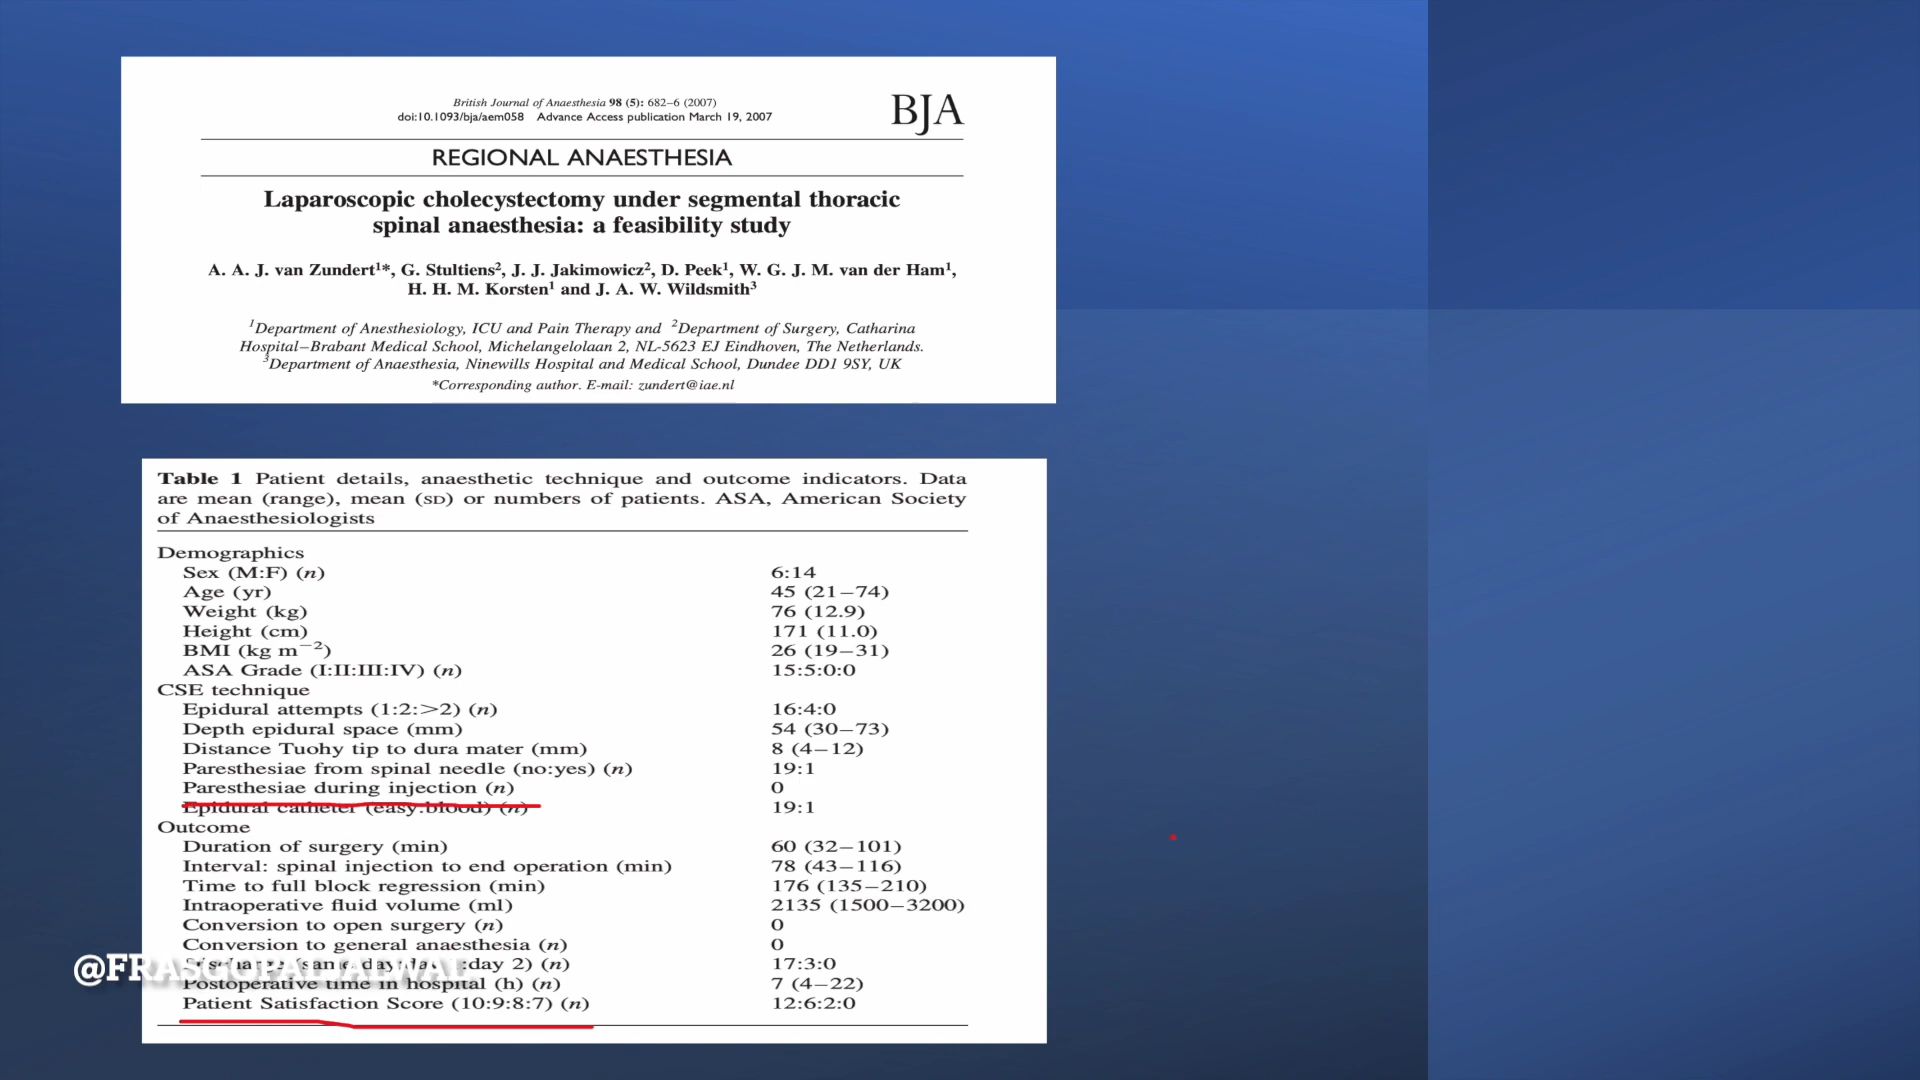 British Journal of Anaesthesia 98 (5): 682–6 (2007)
doi:10.1093/bja/aem058 Advance Access publication March 19, 2007
BJA
REGIONAL ANAESTHESIA
Laparoscopic cholecystectomy under segmental thoracic
spinal anaesthesia: a feasibility study
A. A. J. van Zundert1*, G. Stultiens2, J. J. Jakimowicz2, D. Peek1, W. G. J. M. van der Ham1,
H. H. M. Korsten1 and J. A. W. Wildsmith3
1Department of Anesthesiology, ICU and Pain Therapy and 2Department of Surgery, Catharina
Hospital–Brabant Medical School, Michelangelolaan 2, NL-5623 EJ Eindhoven, The Netherlands.
3Department of Anaesthesia, Ninewills Hospital and Medical School, Dundee DD1 9SY, UK
*Corresponding author. E-mail: zundert@iae.nl
Table 1 Patient details, anaesthetic technique and outcome indicators. Data
are mean (range), mean (SD) or numbers of patients. ASA, American Society
of Anaesthesiologists
Demographics
Sex (M:F) (n) 6:14
Age (yr) 45 (21–74)
Weight (kg) 76 (12.9)
Height (cm) 171 (11.0)
BMI (kg m−2) 26 (19–31)
ASA Grade (I:II:III:IV) (n) 15:5:0:0
CSE technique
Epidural attempts (1:2:>2) (n) 16:4:0
Depth epidural space (mm) 54 (30–73)
Distance Tuohy tip to dura mater (mm) 8 (4–12)
Paresthesiae from spinal needle (no:yes) (n) 19:1
Paresthesiae during injection (n) 0
Epidural catheter (easy:blood) (n) 19:1
Outcome
Duration of surgery (min) 60 (32–101)
Interval: spinal injection to end operation (min) 78 (43–116)
Time to full block regression (min) 176 (135–210)
Intraoperative fluid volume (ml) 2135 (1500–3200)
Conversion to open surgery (n) 0
Conversion to general anaesthesia (n) 0
:day 2) (n) 17:3:0
Postoperative time in hospital (h) (n) 7 (4–22)
Patient Satisfaction Score (10:9:8:7) (n) 12:6:2:0